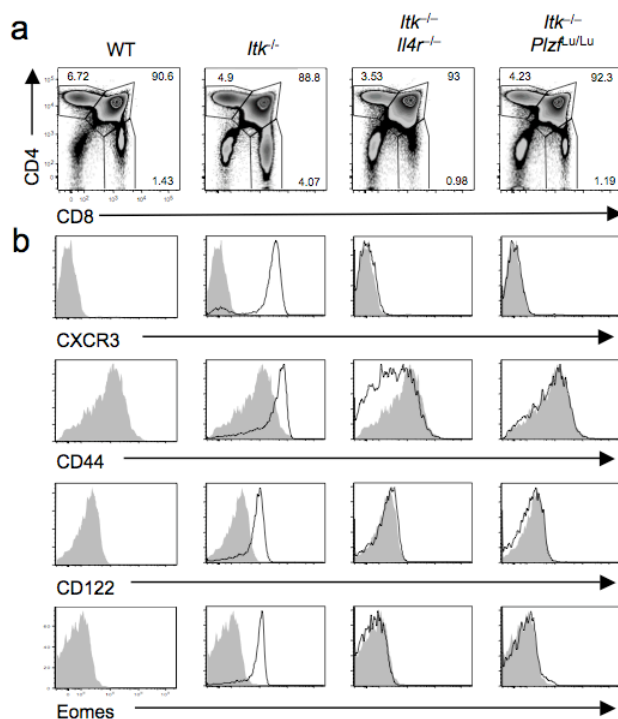 a
WT
Itk-/-
Itk–/–
Il4r–/–
Itk–/–
PlzfLu/Lu
CD4
6.72 90.6
1.43
4.9 88.8
4.07
3.53 93
0.98
4.23 92.3
1.19
CD8
b
CXCR3
CD44
CD122
Eomes